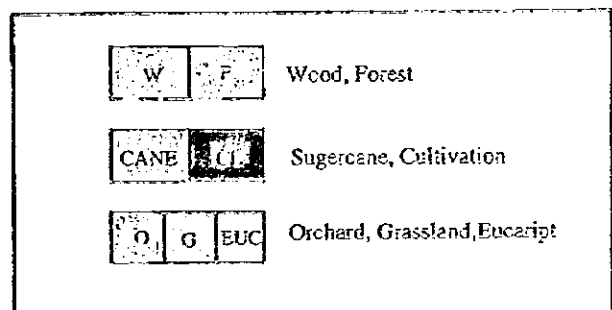 W F Wood, Forest
CANE CL Sugercane, Cultivation
O G EUC Orchard, Grassland,Eucaript